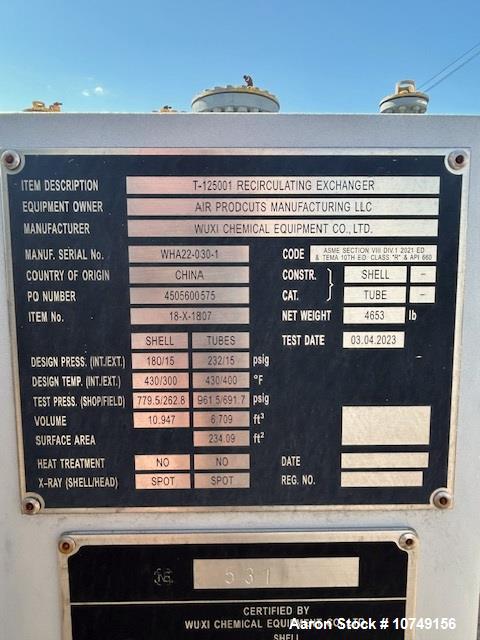 ITEM DESCRIPTION T-125001 RECIRCULATING EXCHANGER
EQUIPMENT OWNER AIR PRODCUTS MANUFACTURING LLC
MANUFACTURER WUXI CHEMICAL EQUIPMENT CO.,LTD.
MANUF. SERIAL No. WHA22-030-1 CODE ASME SECTION VIII DIV.1 2021 ED
& TEMA 10TH ED. CLASS "R" & API 660
COUNTRY OF ORIGIN CHINA CONSTR. SHELL -
PO NUMBER 4505600575 CAT. TUBE -
ITEM No. 18-X-1807 NET WEIGHT 4653 lb
SHELL TUBES TEST DATE 03.04.2023
DESIGN PRESS. (INT./EXT.) 180/15 232/15 psig
DESIGN TEMP. (INT./EXT.) 430/300 430/400 °F
TEST PRESS. (SHOP/FIELD) 779.5/262.8 961.5/691.7 psig
VOLUME 10.947 6.709 ft³
SURFACE AREA 234.09 ft²
HEAT TREATMENT NO NO DATE
X-RAY (SHELL/HEAD) SPOT SPOT REG. NO.
NB 531
CERTIFIED BY
WUXI CHEMICAL EQUIPMENT CO., LTD.
SHELL
Aaron Stock # 10749156